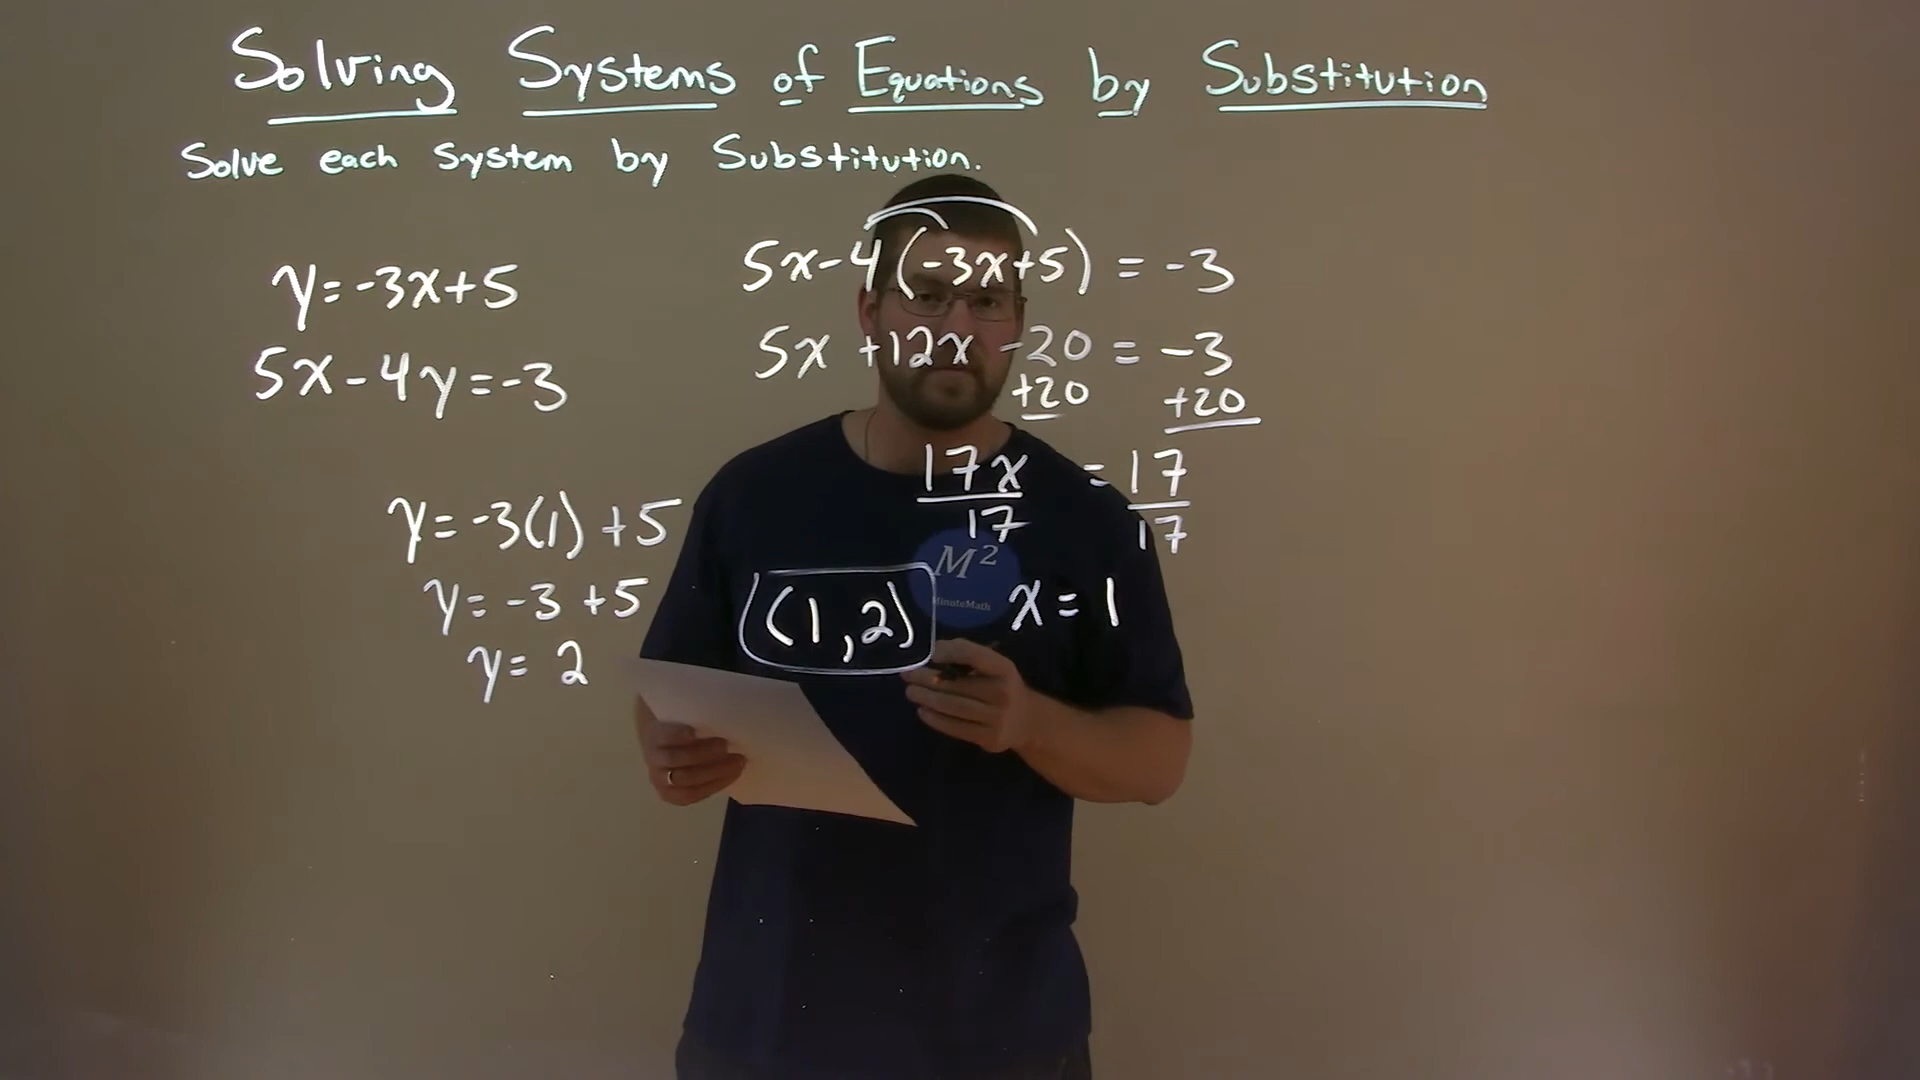 Solving Systems of Equations by Substitution
Solve each system by Substitution.
y=-3x+5
5x-4y=-3
5x-4(-3x+5) = -3
5x +12x -20 = -3
+20 +20
17x = 17
17 17
x = 1
y= -3(1) +5
y= -3 +5
y= 2
(1,2)
M²
MinuteMath